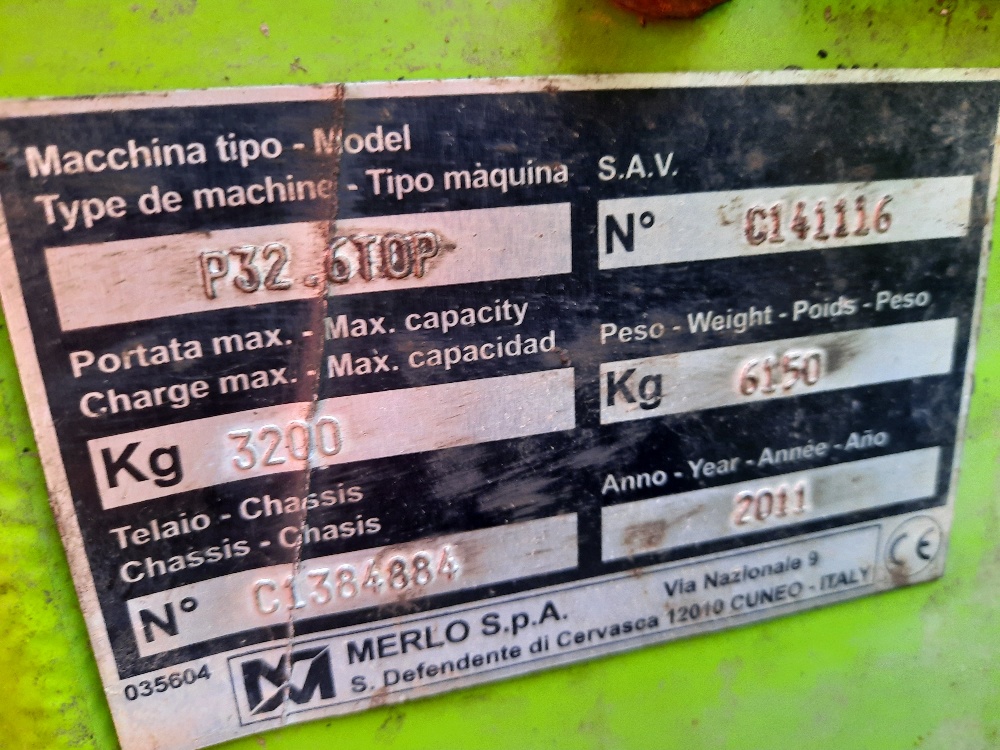 Macchina tipo - Model
Type de machine - Tipo màquina
P32.6TOP
S.A.V.
N° C141116
Portata max. - Max. capacity
Charge max. - Max. capacidad
Kg 3200
Peso - Weight - Poids - Peso
Kg 6150
Telaio - Chassis
Chassis - Chasis
N° C1384884
Anno - Year - Année - Año
2011
035604
MERLO S.p.A.
Via Nazionale 9
S. Defendente di Cervasca 12010 CUNEO - ITALY
CE